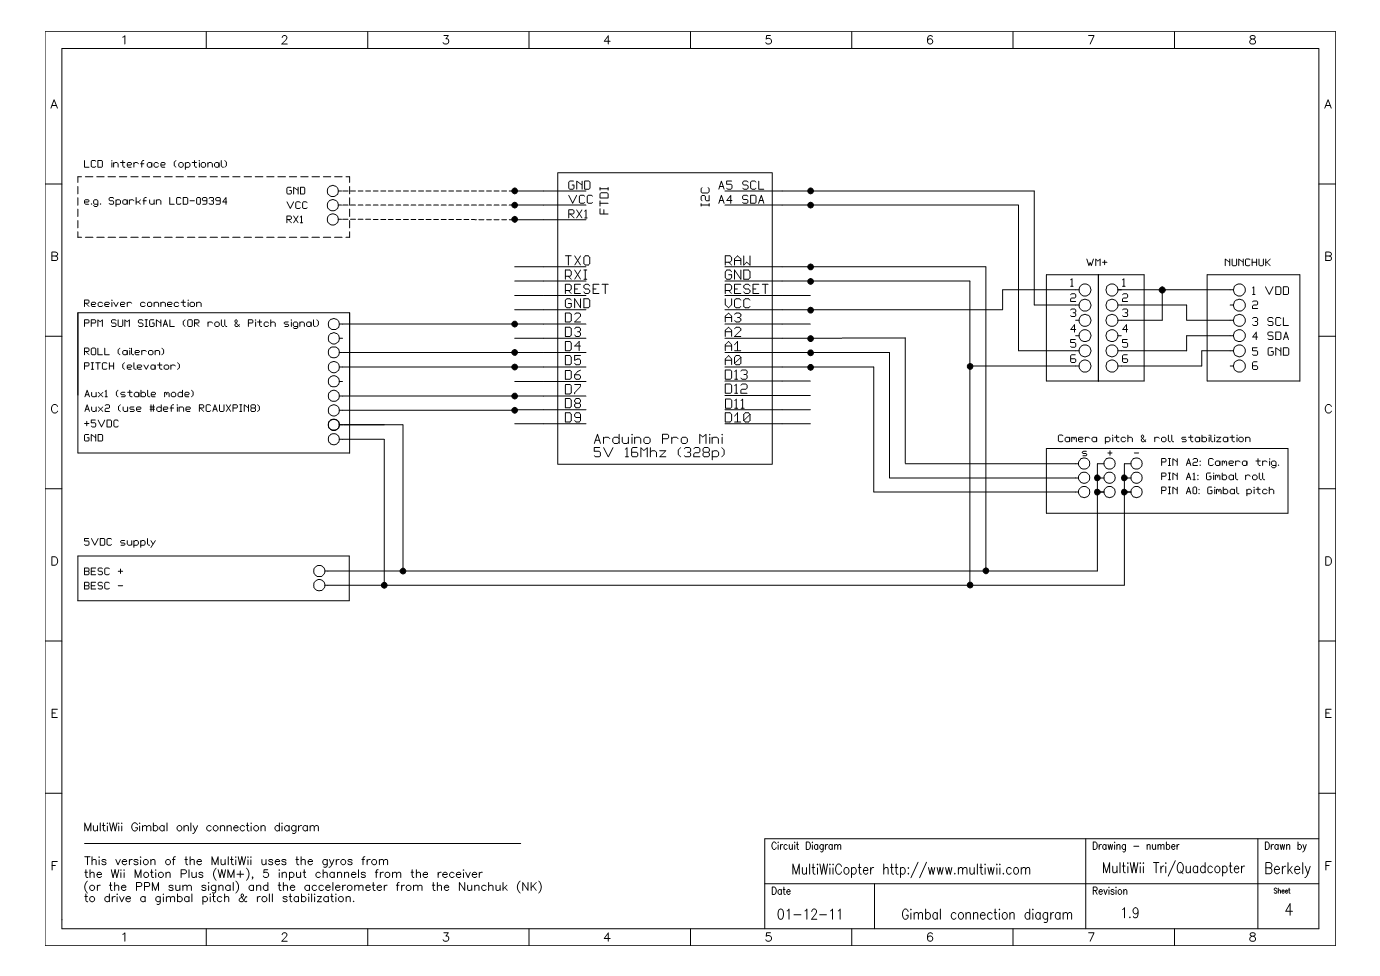 1 2 3 4 5 6 7 8
A A
B B
C C
D D
E E
F F
LCD interface (optional)
e.g. Sparkfun LCD-09394
GND
VCC
RX1
Receiver connection
PPM SUM SIGNAL (OR roll & Pitch signal)
ROLL (aileron)
PITCH (elevator)
Aux1 (stable mode)
Aux2 (use #define RCAUXPIN8)
+5VDC
GND
5VDC supply
BESC +
BESC -
GND
VCC
RX1
FTDI
TXO
RXI
RESET
GND
D2
D3
D4
D5
D6
D7
D8
D9
I2C
A5 SCL
A4 SDA
RAW
GND
RESET
VCC
A3
A2
A1
A0
D13
D12
D11
D10
Arduino Pro Mini
5V 16Mhz (328p)
WM+
1 1
2 2
3 3
4 4
5 5
6 6
NUNCHUK
1 VDD
2
3 SCL
4 SDA
5 GND
6
Camera pitch & roll stabilization
S + -
PIN A2: Camera trig.
PIN A1: Gimbal roll
PIN A0: Gimbal pitch
MultiWii Gimbal only connection diagram
This version of the MultiWii uses the gyros from
the Wii Motion Plus (WM+), 5 input channels from the receiver
(or the PPM sum signal) and the accelerometer from the Nunchuk (NK)
to drive a gimbal pitch & roll stabilization.
Circuit Diagram
MultiWiiCopter http://www.multiwii.com
Drawing - number
MultiWii Tri/Quadcopter
Drawn by
Berkely
Date
01-12-11
Gimbal connection diagram
Revision
1.9
Sheet
4
1 2 3 4 5 6 7 8